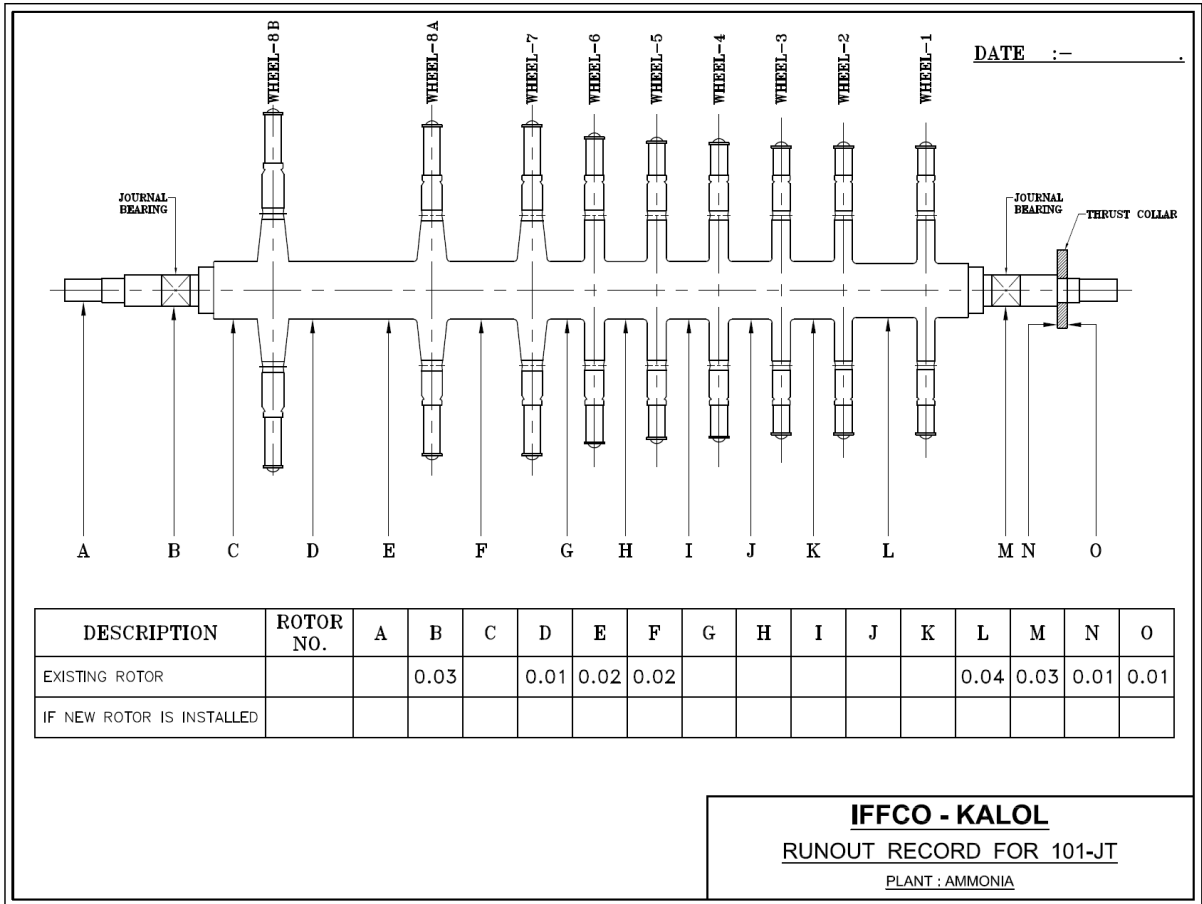 WHEEL-8B
WHEEL-8A
WHEEL-7
WHEEL-6
WHEEL-5
WHEEL-4
WHEEL-3
WHEEL-2
WHEEL-1
DATE :- .
JOURNAL
BEARING
JOURNAL
BEARING
THRUST COLLAR
A B C D E F G H I J K L M N O
DESCRIPTION ROTOR NO. A B C D E F G H I J K L M N O
EXISTING ROTOR 0.03 0.01 0.02 0.02 0.04 0.03 0.01 0.01
IF NEW ROTOR IS INSTALLED
IFFCO - KALOL
RUNOUT RECORD FOR 101-JT
PLANT : AMMONIA